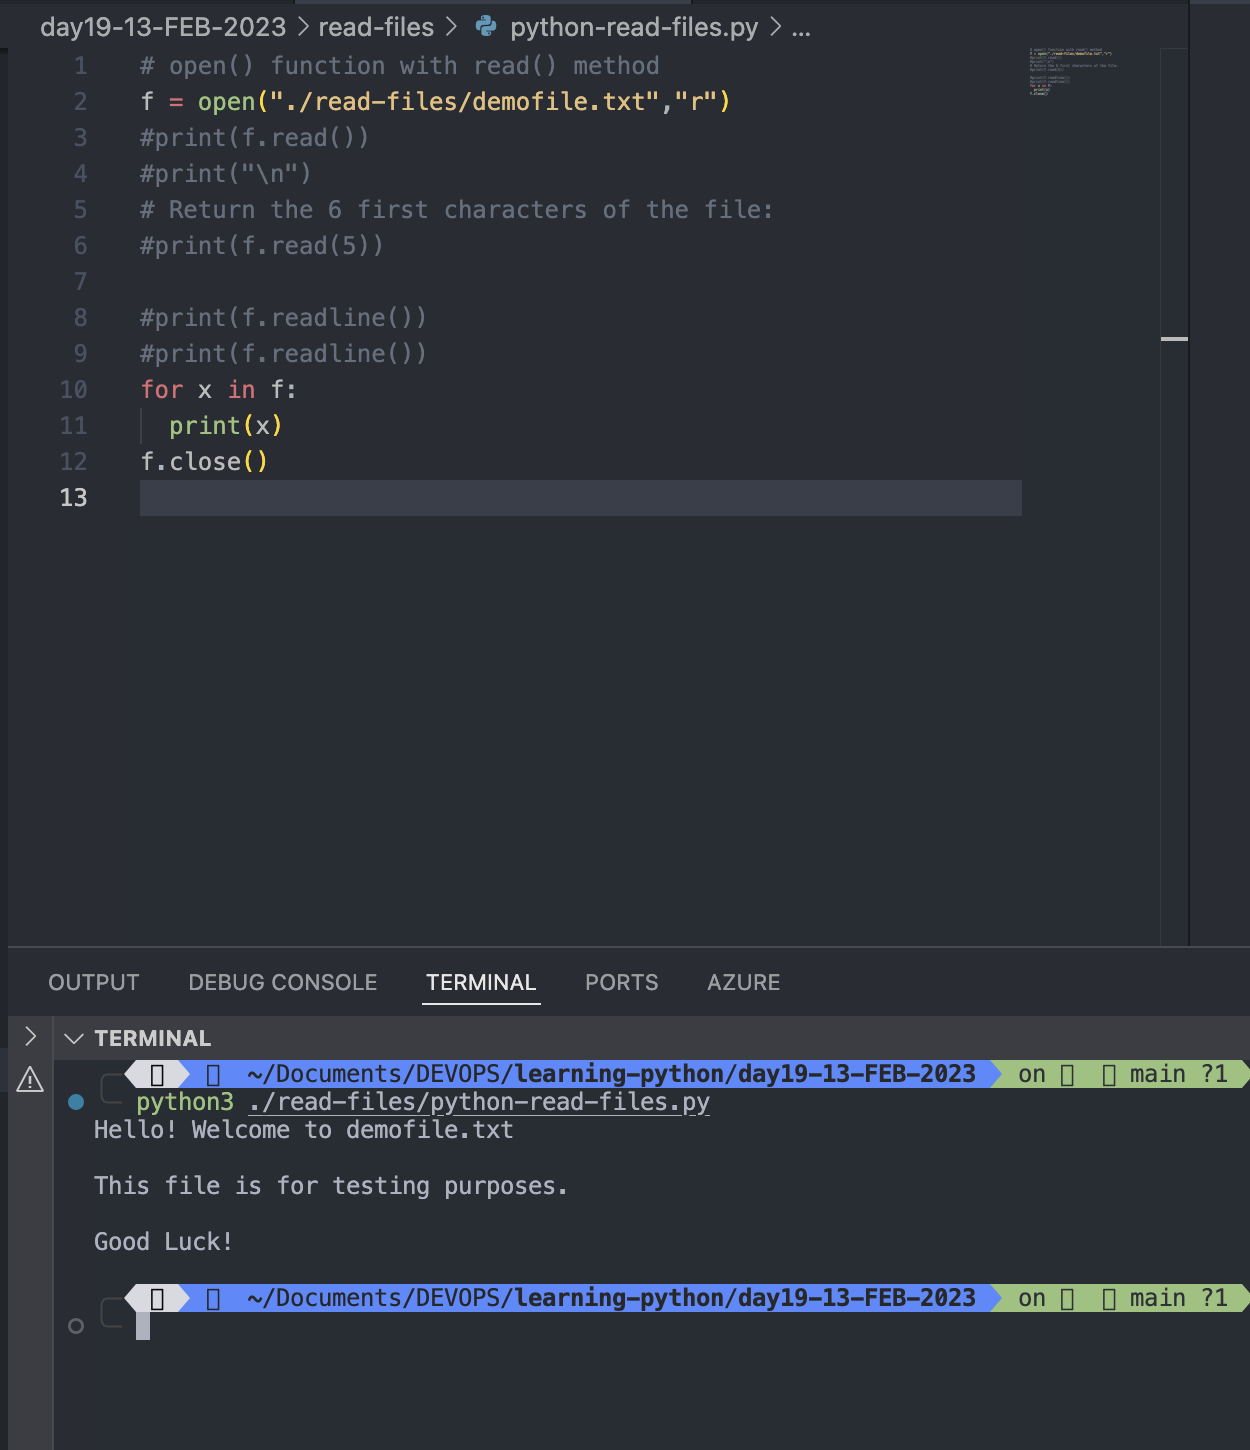 day19-13-FEB-2023 > read-files > python-read-files.py > ...
1 # open() function with read() method
2 f = open("./read-files/demofile.txt","r")
3 #print(f.read())
4 #print("\n")
5 # Return the 6 first characters of the file:
6 #print(f.read(5))
7
8 #print(f.readline())
9 #print(f.readline())
10 for x in f:
11 print(x)
12 f.close()
13
OUTPUT DEBUG CONSOLE TERMINAL PORTS AZURE
TERMINAL
~/Documents/DEVOPS/learning-python/day19-13-FEB-2023 on main ?1
python3 ./read-files/python-read-files.py
Hello! Welcome to demofile.txt
This file is for testing purposes.
Good Luck!
~/Documents/DEVOPS/learning-python/day19-13-FEB-2023 on main ?1